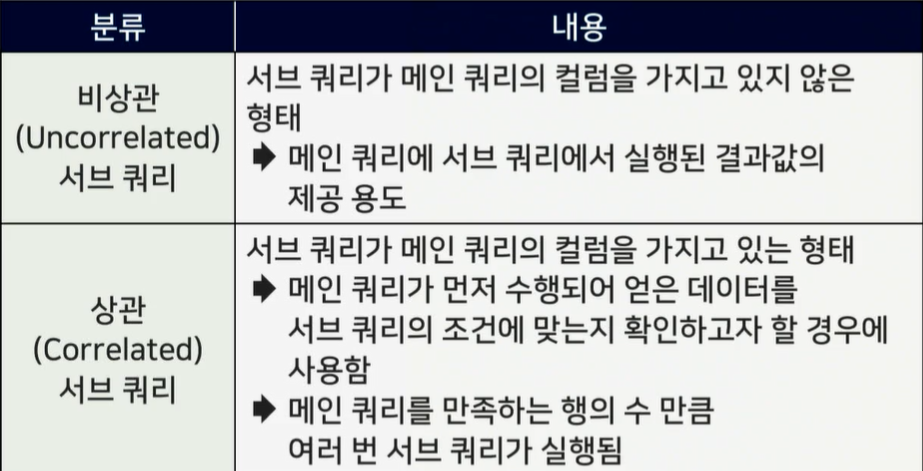 분류
내용
비상관
(Uncorrelated)
서브 쿼리
서브 쿼리가 메인 쿼리의 컬럼을 가지고 있지 않은
형태
➡ 메인 쿼리에 서브 쿼리에서 실행된 결과값의
제공 용도
상관
(Correlated)
서브 쿼리
서브 쿼리가 메인 쿼리의 컬럼을 가지고 있는 형태
➡ 메인 쿼리가 먼저 수행되어 얻은 데이터를
서브 쿼리의 조건에 맞는지 확인하고자 할 경우에
사용함
➡ 메인 쿼리를 만족하는 행의 수 만큼
여러 번 서브 쿼리가 실행됨